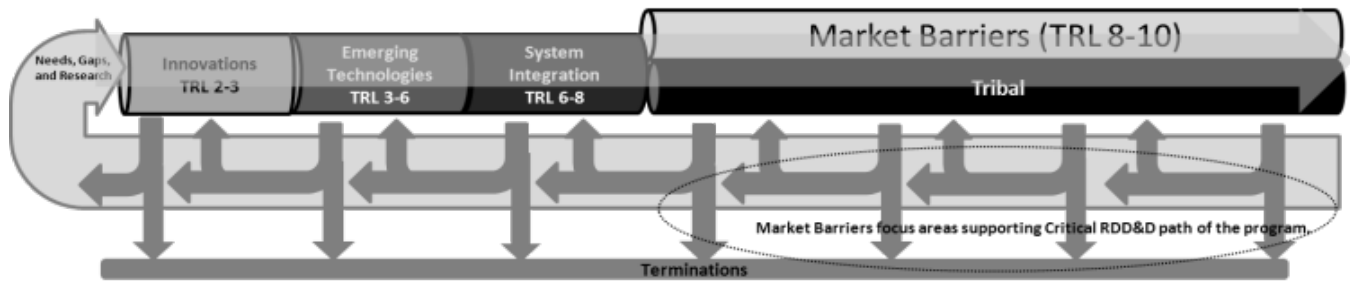 Needs, Gaps,
and Research
Innovations
TRL 2-3
Emerging
Technologies
TRL 3-6
System
Integration
TRL 6-8
Market Barriers (TRL 8-10)
Tribal
Market Barriers focus areas supporting Critical RDD&D path of the program.
Terminations